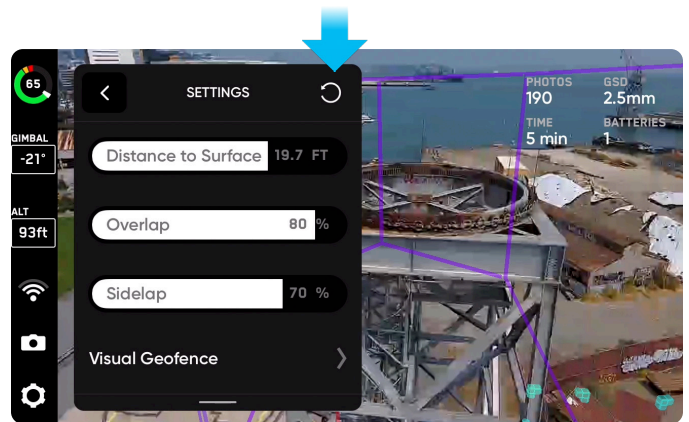 65
SETTINGS
PHOTOS GSD
190 2.5mm
TIME BATTERIES
5 min 1
GIMBAL
-21°
Distance to Surface 19.7 FT
ALT
93ft
Overlap 80 %
Sidelap 70 %
Visual Geofence